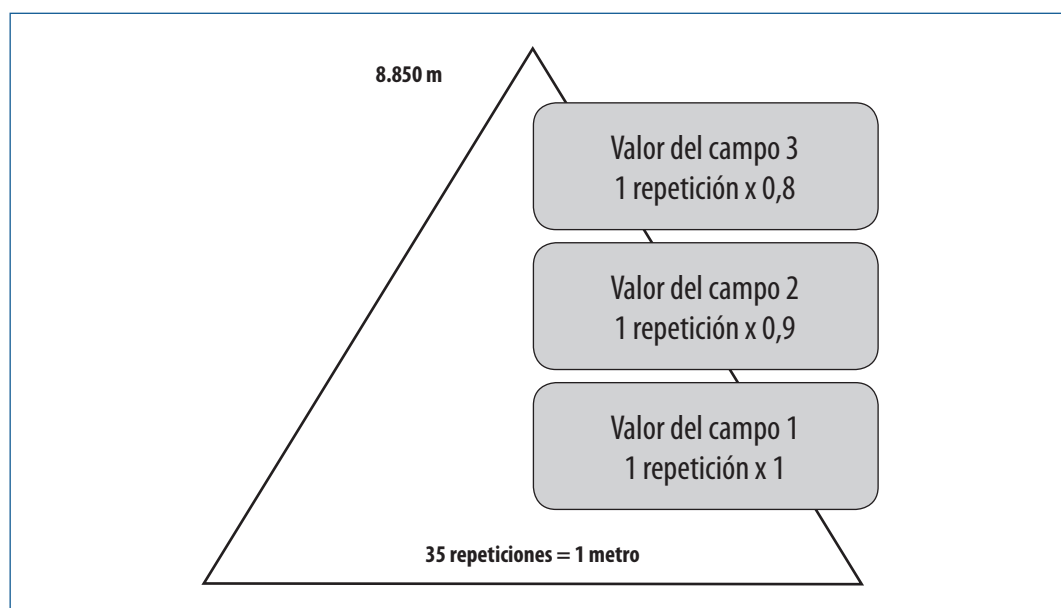 8.850 m
Valor del campo 3
1 repetición x 0,8
Valor del campo 2
1 repetición x 0,9
Valor del campo 1
1 repetición x 1
35 repeticiones = 1 metro